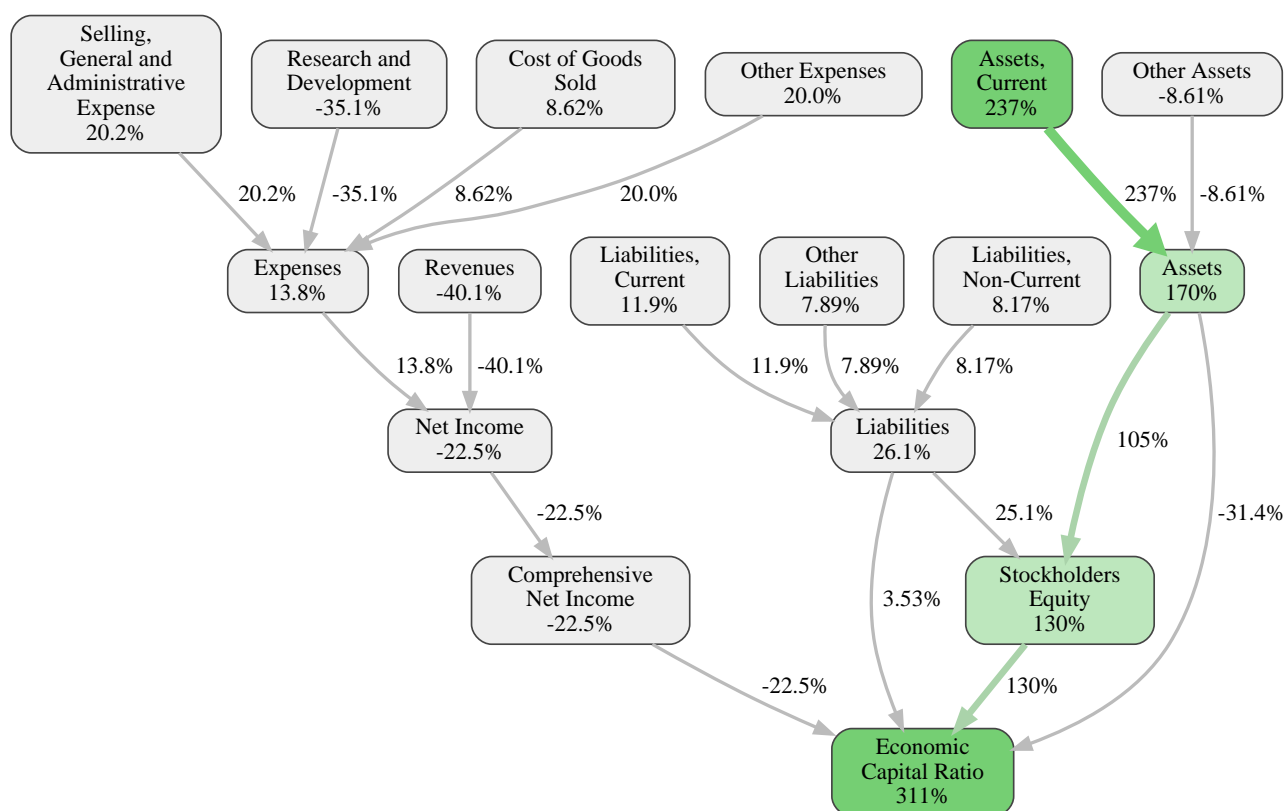 Selling,
General and
Administrative
Expense
20.2%
Research and
Development
-35.1%
Cost of Goods
Sold
8.62%
Other Expenses
20.0%
Assets,
Current
237%
Other Assets
-8.61%
20.2%
-35.1%
8.62%
20.0%
237%
-8.61%
Expenses
13.8%
Revenues
-40.1%
Liabilities,
Current
11.9%
Other
Liabilities
7.89%
Liabilities,
Non-Current
8.17%
Assets
170%
13.8%
-40.1%
11.9%
7.89%
8.17%
Net Income
-22.5%
Liabilities
26.1%
105%
-22.5%
25.1%
-31.4%
Comprehensive
Net Income
-22.5%
3.53%
Stockholders
Equity
130%
-22.5%
130%
Economic
Capital Ratio
311%